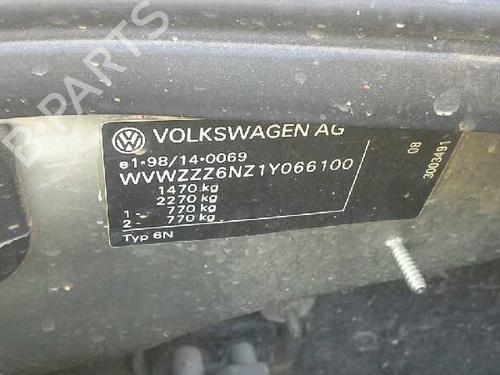 B-PARTS
VOLKSWAGEN AG
e1*98/14*0069
WVWZZZ6NZ1Y066100
1470 kg
2270 kg
1 - 770 kg
2 - 770 kg
Typ 6N
08
3003491